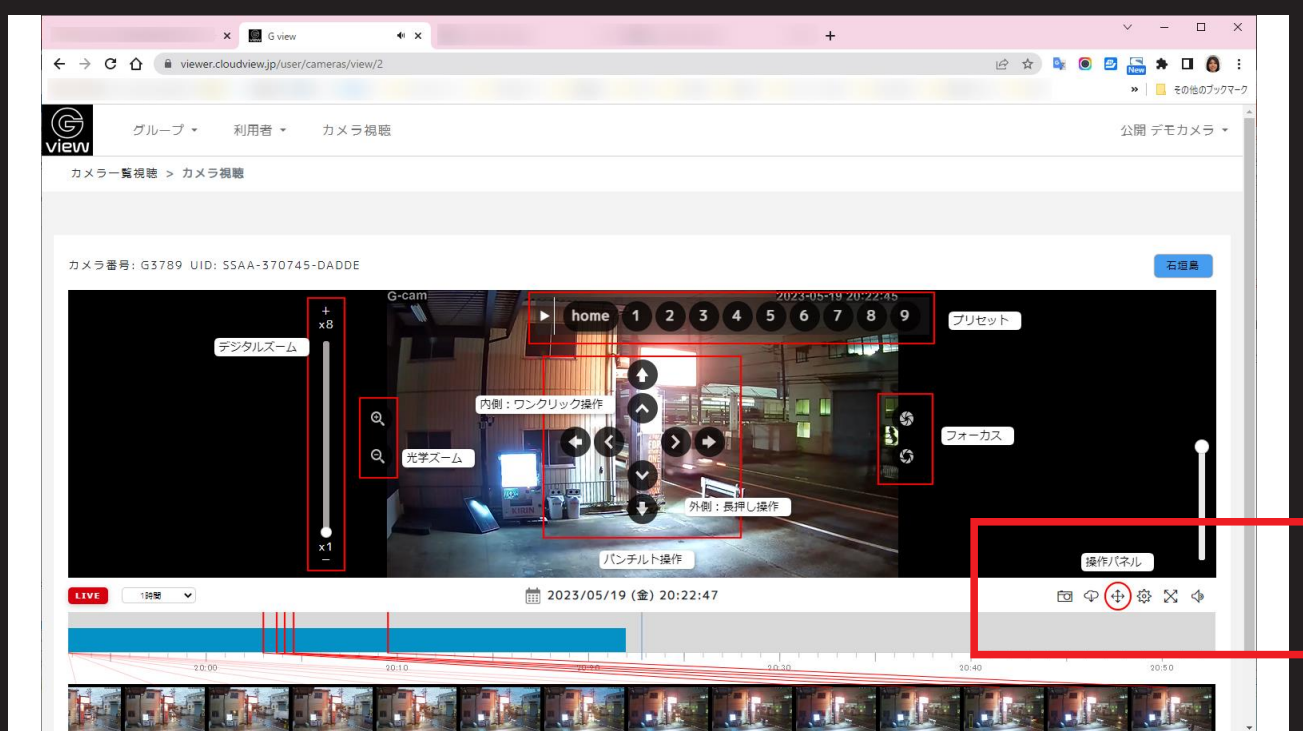 G view
viewer.cloudview.jp/user/cameras/view/2
New
その他のブックマーク
G view
グループ 利用者 カメラ視聴
公開 デモカメラ
カメラ一覧視聴 > カメラ視聴
カメラ番号: G3789 UID: SSAA-370745-DADDE
石垣島
G-cam
2023-05-19 20:22:45
+
x8
home 1 2 3 4 5 6 7 8 9
プリセット
デジタルズーム
内側：ワンクリック操作
フォーカス
光学ズーム
外側：長押し操作
x1
−
パンチルト操作
操作パネル
LIVE
1時間
2023/05/19 (金) 20:22:47
20:00 20:10 20:20 20:30 20:40 20:50